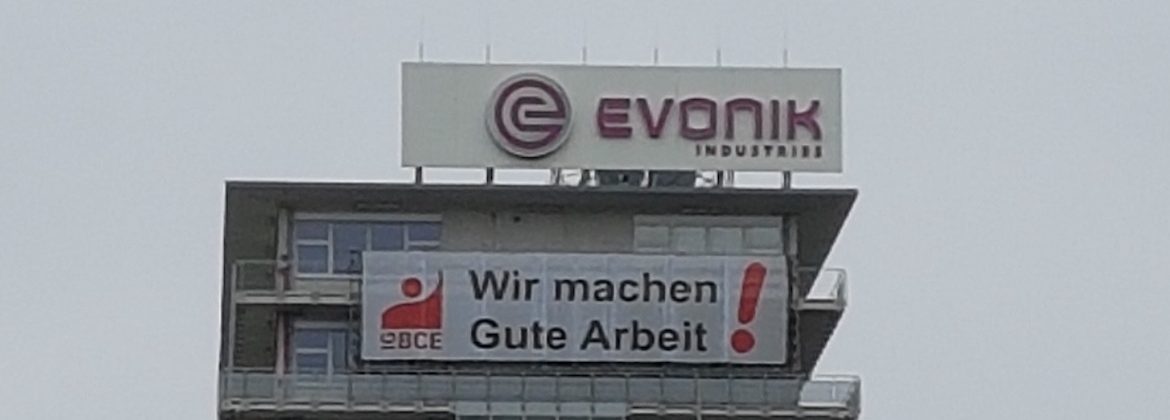 EVONIK
INDUSTRIES
Wir machen
Gute Arbeit!
IGBCE